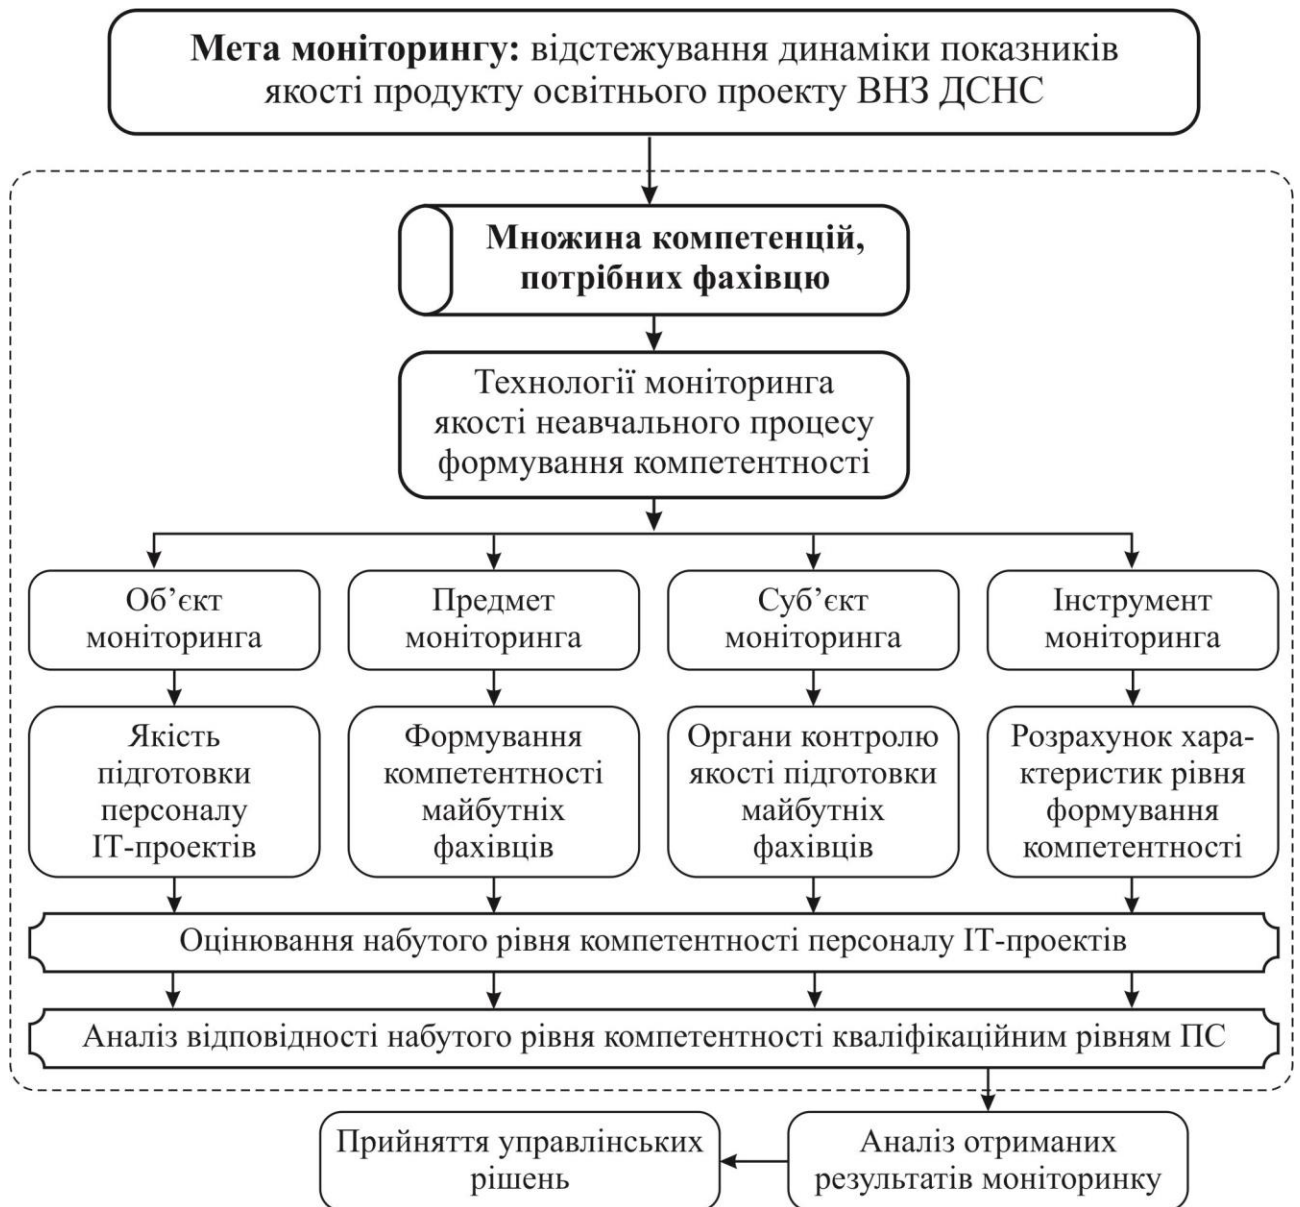 Мета моніторингу: відстежування динаміки показників
якості продукту освітнього проекту ВНЗ ДСНС
Множина компетенцій,
потрібних фахівцю
Технології моніторинга
якості неавчального процесу
формування компетентності
Об’єкт
моніторинга
Предмет
моніторинга
Суб’єкт
моніторинга
Інструмент
моніторинга
Якість
підготовки
персоналу
ІТ-проектів
Формування
компетентності
майбутніх
фахівців
Органи контролю
якості підготовки
майбутніх
фахівців
Розрахунок хара-
ктеристик рівня
формування
компетентності
Оцінювання набутого рівня компетентності персоналу ІТ-проектів
Аналіз відповідності набутого рівня компетентності кваліфікаційним рівням ПС
Прийняття управлінських
рішень
Аналіз отриманих
результатів моніторинку